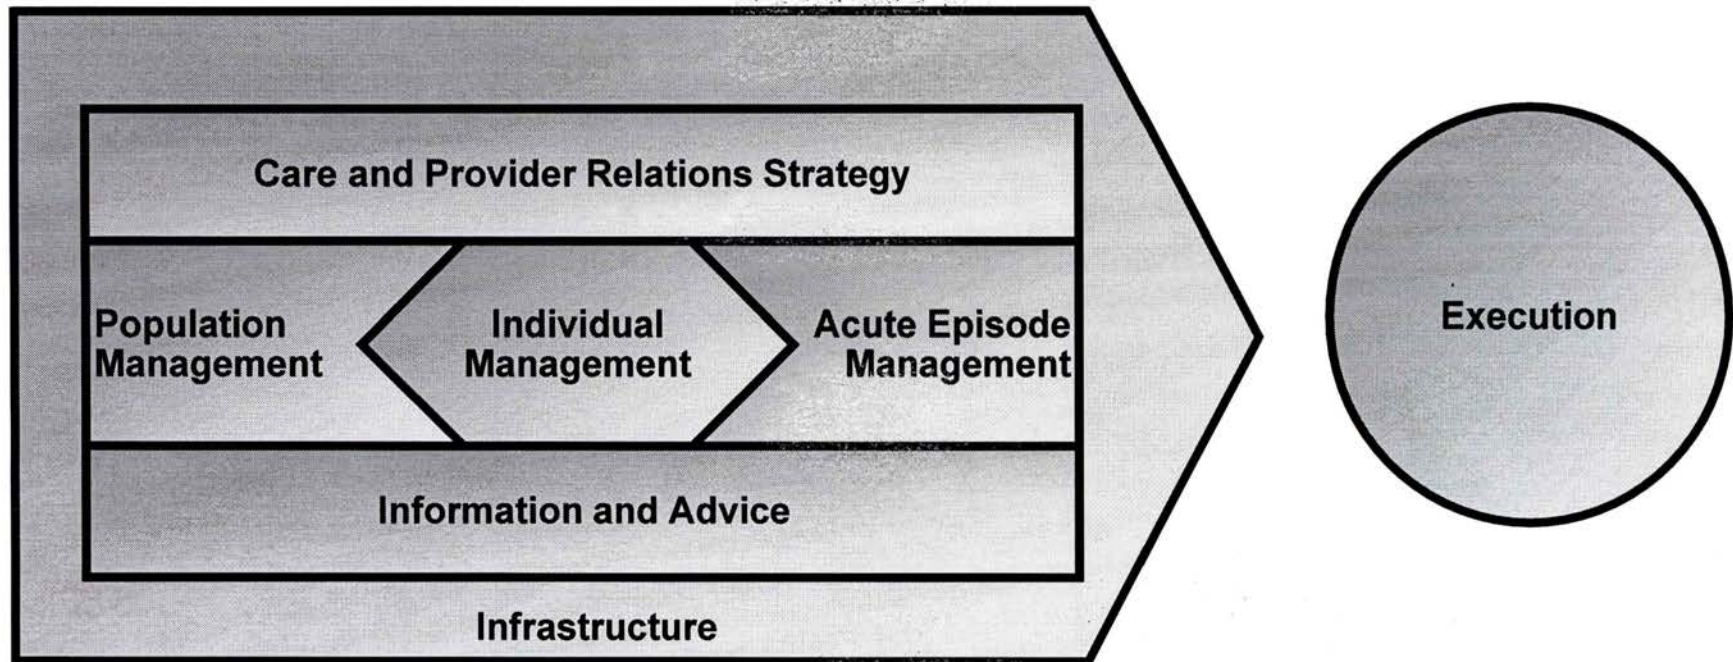 Care and Provider Relations Strategy
Population
Management
Individual
Management
Acute Episode
Management
Execution
Information and Advice
Infrastructure